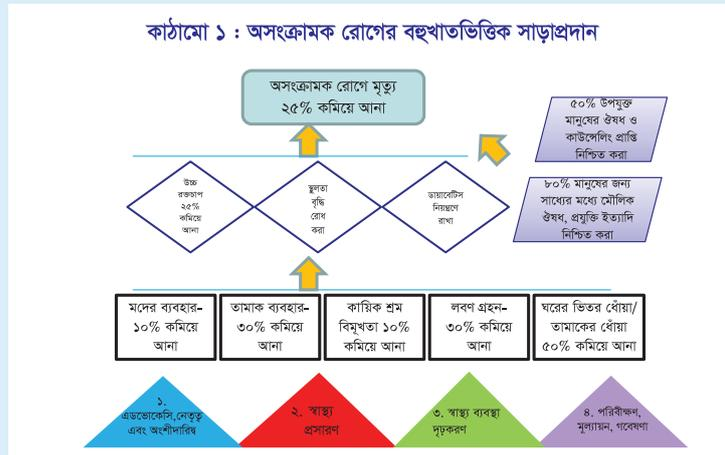 কাঠামো ১ : অসংক্রামক রোগের বহুখাতভিত্তিক সাড়াপ্রদান
অসংক্রামক রোগে মৃত্যু
২৫% কমিয়ে আনা
৫০% উপযুক্ত
মানুষের ঔষধ ও
কাউন্সেলিং প্রাপ্তি
নিশ্চিত করা
উচ্চ
রক্তচাপ
২৫%
কমিয়ে
আনা
স্থুলতা
বৃদ্ধি
রোধ
করা
ডায়াবেটিস
নিয়ন্ত্রণে
রাখা
৮০% মানুষের জন্য
সাধ্যের মধ্যে মৌলিক
ঔষধ, প্রযুক্তি ইত্যাদি
নিশ্চিত করা
মদের ব্যবহার-
১০% কমিয়ে
আনা
তামাক ব্যবহার-
৩০% কমিয়ে
আনা
কায়িক শ্রম
বিমূখতা ১০%
কমিয়ে আনা
লবণ গ্রহন-
৩০% কমিয়ে
আনা
ঘরের ভিতর ধোঁয়া/
তামাকের ধোঁয়া
৫০% কমিয়ে আনা
১.
এডভোকেসি,নেতৃত্ব
এবং অংশীদারিত্ব
২. স্বাস্থ্য
প্রসারণ
৩. স্বাস্থ্য ব্যবস্থা
দৃঢ়করণ
৪. পরিবীক্ষণ,
মূল্যায়ন, গবেষণা